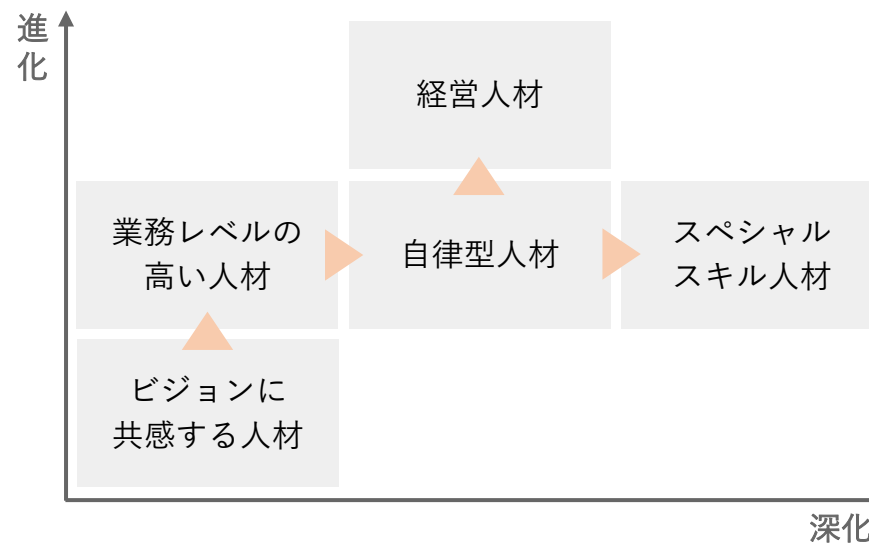 進化
経営人材
業務レベルの
高い人材
自律型人材
スペシャル
スキル人材
ビジョンに
共感する人材
深化